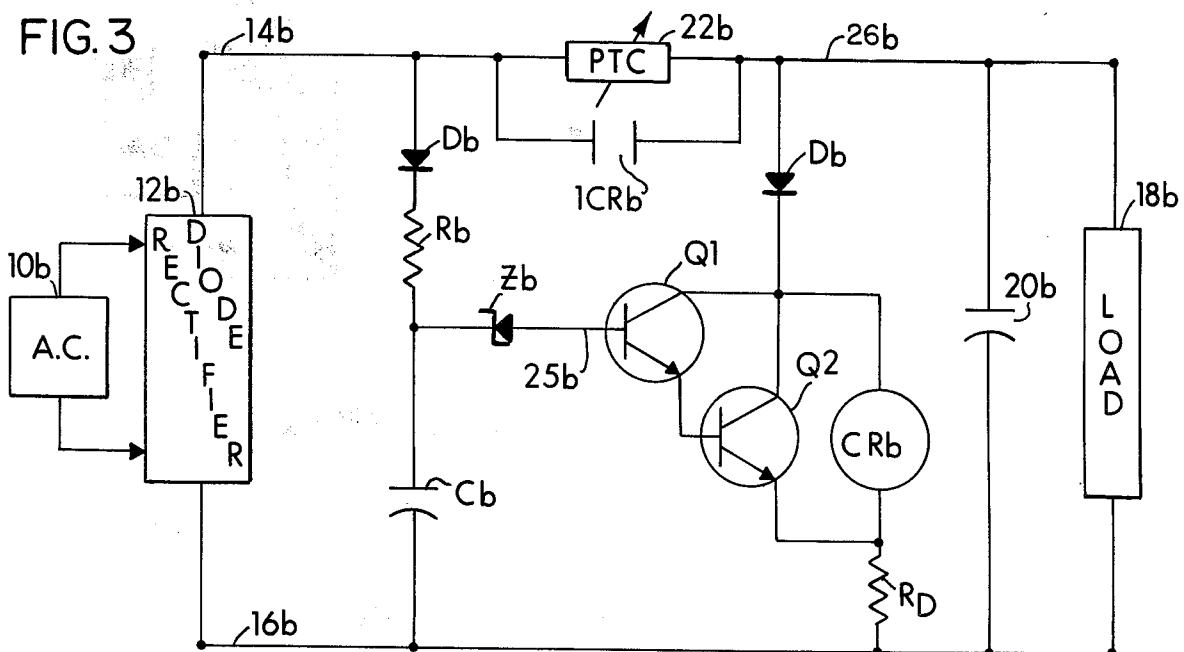 FIG. 3
14b
22b
26b
PTC
Db
Db
1CRb
12b
DIODE
RECTIFIER
18b
10b
Rb
Q1
Zb
20b
A.C.
LOAD
25b
Q2
CRb
Cb
RD
16b